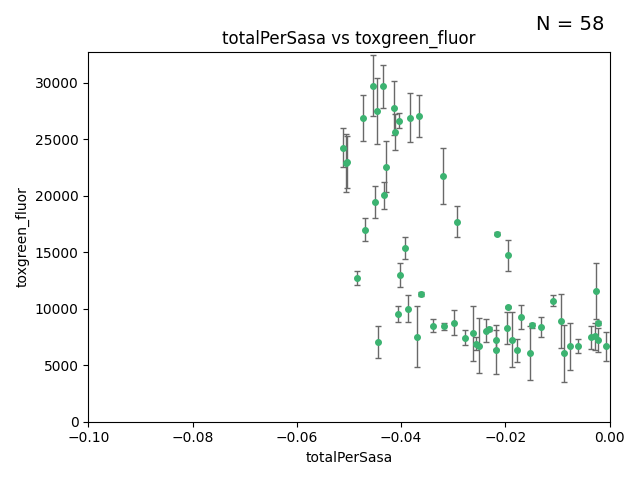 N = 58
totalPerSasa vs toxgreen_fluor
30000
25000
20000
15000
10000
5000
0
toxgreen_fluor
−0.10 −0.08 −0.06 −0.04 −0.02 0.00
totalPerSasa